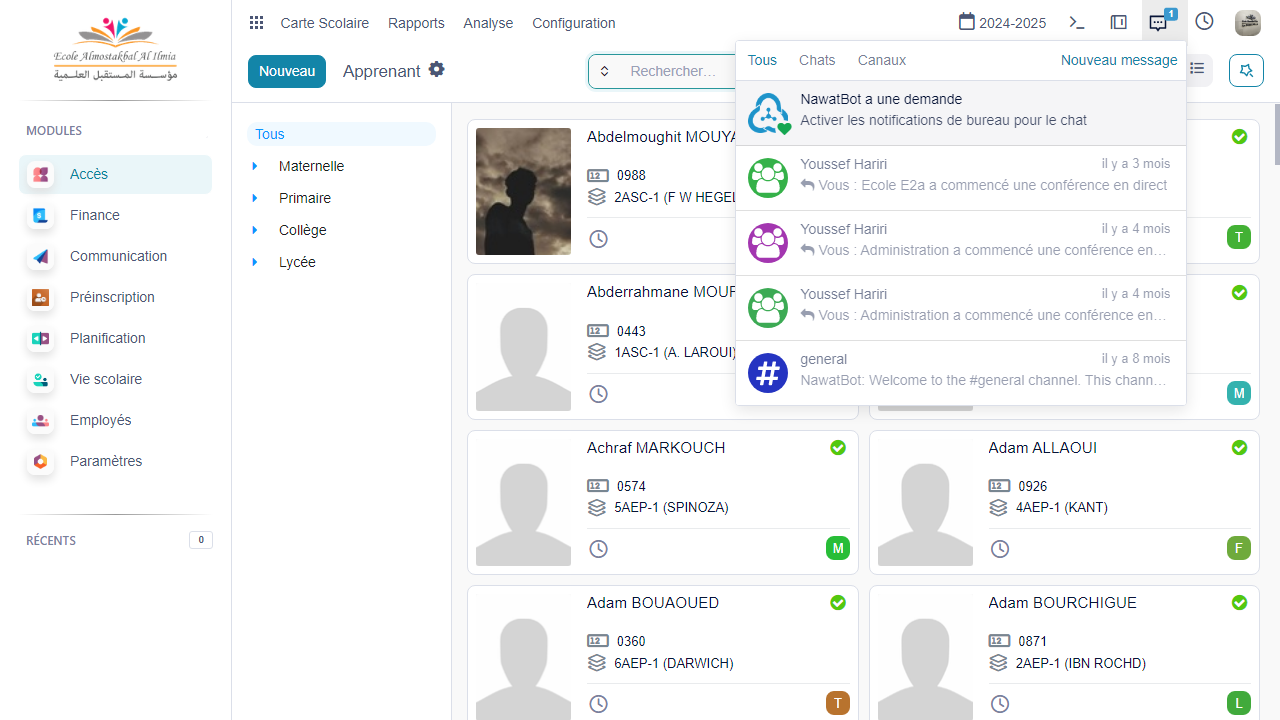 Ecole Almostakbal Al Ilmia
مؤسسة المستقبل العلمية
MODULES
Accès
Finance
Communication
Préinscription
Planification
Vie scolaire
Employés
Paramètres
RÉCENTS 0
Carte Scolaire Rapports Analyse Configuration
2024-2025 1
Nouveau Apprenant
Rechercher...
Tous
Maternelle
Primaire
Collège
Lycée
Tous Chats Canaux Nouveau message
NawatBot a une demande
Activer les notifications de bureau pour le chat
Youssef Hariri il y a 3 mois
Vous : Ecole E2a a commencé une conférence en direct
Youssef Hariri il y a 4 mois
Vous : Administration a commencé une conférence en…
Youssef Hariri il y a 4 mois
Vous : Administration a commencé une conférence en…
general il y a 8 mois
NawatBot: Welcome to the #general channel. This chann…
Abdelmoughit
12 0988
2ASC-1 (F W HEGEL
T
Abderrahmane
12 0443
1ASC-1 (A. LAROUI)
M
Achraf MARKOUCH
12 0574
5AEP-1 (SPINOZA)
M
Adam ALLAOUI
12 0926
4AEP-1 (KANT)
F
Adam BOUAOUED
12 0360
6AEP-1 (DARWICH)
T
Adam BOURCHIGUE
12 0871
2AEP-1 (IBN ROCHD)
L